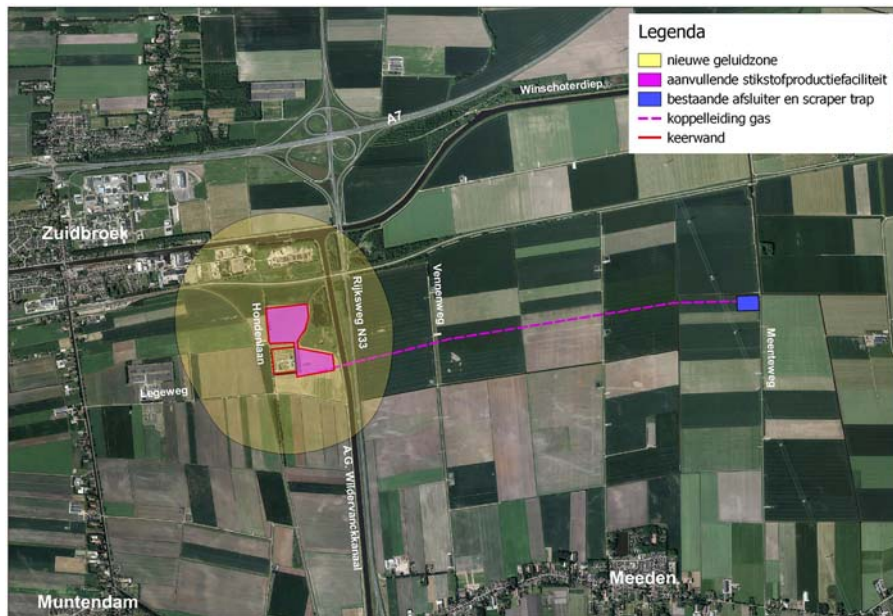 Legenda
nieuwe geluidzone
aanvullende stikstofproductiefaciliteit
bestaande afsluiter en scraper trap
koppelleiding gas
keerwand
Winschoterdiep
A7
Zuidbroek
Hondenlaan
Rijksweg N33
Vennenweg
Meenteweg
Legeweg
A.G. Wildervanckkanaal
Meeden
Muntendam